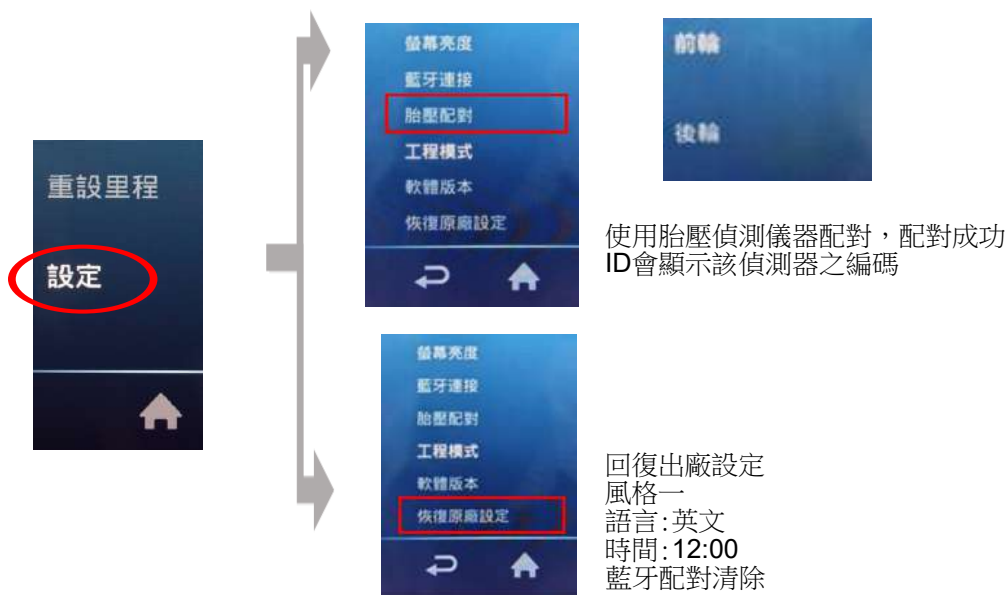 重設里程
設定
螢幕亮度
藍牙連接
胎壓配對
工程模式
軟體版本
恢復原廠設定
前輪
後輪
使用胎壓偵測儀器配對，配對成功
ID會顯示該偵測器之編碼
螢幕亮度
藍牙連接
胎壓配對
工程模式
軟體版本
恢復原廠設定
回復出廠設定
風格一
語言:英文
時間:12:00
藍牙配對清除